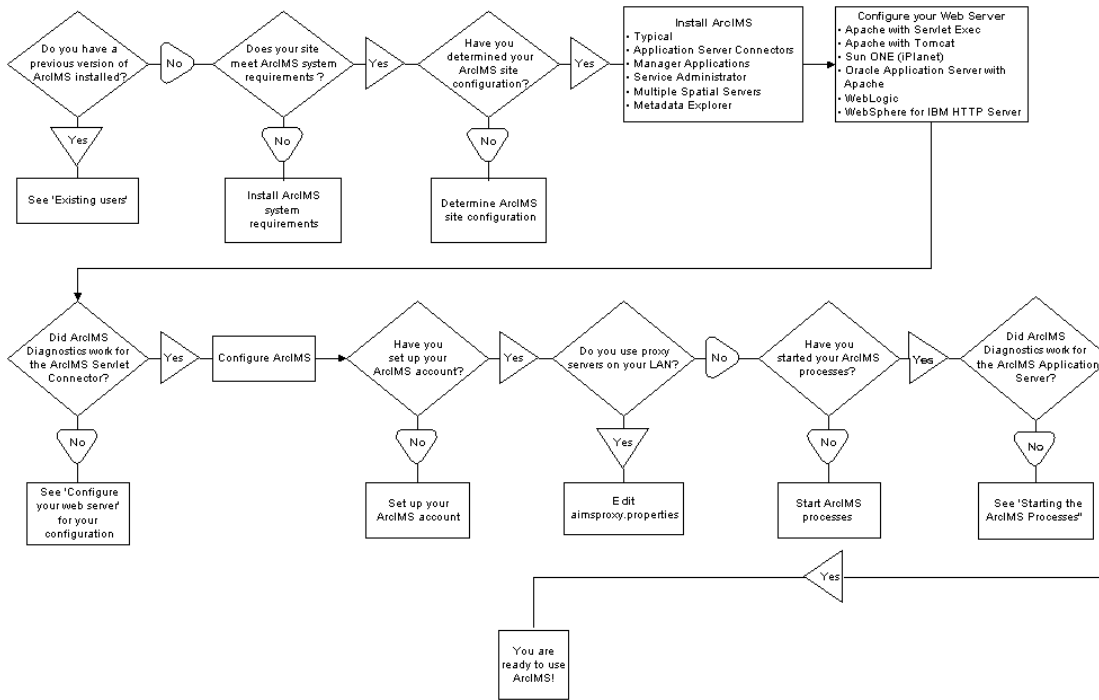 Do you have a
previous version of
ArcIMS installed?
No
Does your site
meet ArcIMS system
requirements ?
Yes
Have you
determined your
ArcIMS site
configuration?
Yes
Install ArcIMS
• Typical
• Application Server Connectors
• Manager Applications
• Service Administrator
• Multiple Spatial Servers
• Metadata Explorer
Configure your Web Server
• Apache with Servlet Exec
• Apache with Tomcat
• Sun ONE (iPlanet)
• Oracle Application Server with
Apache
• WebLogic
• WebSphere for IBM HTTP Server
Yes
No
No
See 'Existing users'
Install ArcIMS
system
requirements
Determine ArcIMS
site configuration
Did ArcIMS
Diagnostics work for
the ArcIMS Servlet
Connector?
Yes
Configure ArcIMS
Have you
set up your
ArcIMS account?
Yes
Do you use proxy
servers on your LAN?
No
Have you
started your ArcIMS
processes?
Yes
Did ArcIMS
Diagnostics work for
the ArcIMS Application
Server?
No
No
Yes
No
No
See 'Configure
your web server'
for your
configuration
Set up your
ArcIMS account
Edit
aimsproxy.properties
Start ArcIMS
processes
See 'Starting the
ArcIMS Processes"
Yes
You are
ready to use
ArcIMS!